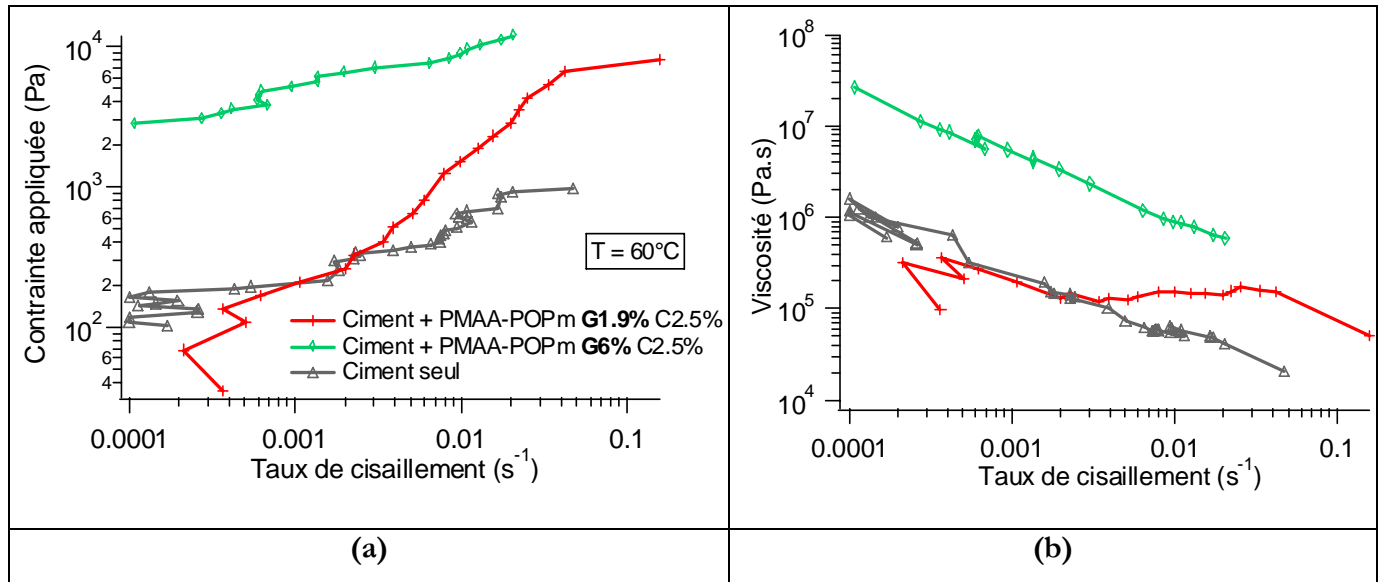 Contrainte appliquée (Pa)
10⁴
6
4
2
10³
6
4
2
10²
6
4
T = 60°C
Ciment + PMAA-POPm G1.9% C2.5%
Ciment + PMAA-POPm G6% C2.5%
Ciment seul
0.0001
0.001
0.01
0.1
Taux de cisaillement (s⁻¹)
(a)
Viscosité (Pa.s)
10⁸
10⁷
10⁶
10⁵
10⁴
0.0001
0.001
0.01
0.1
Taux de cisaillement (s⁻¹)
(b)